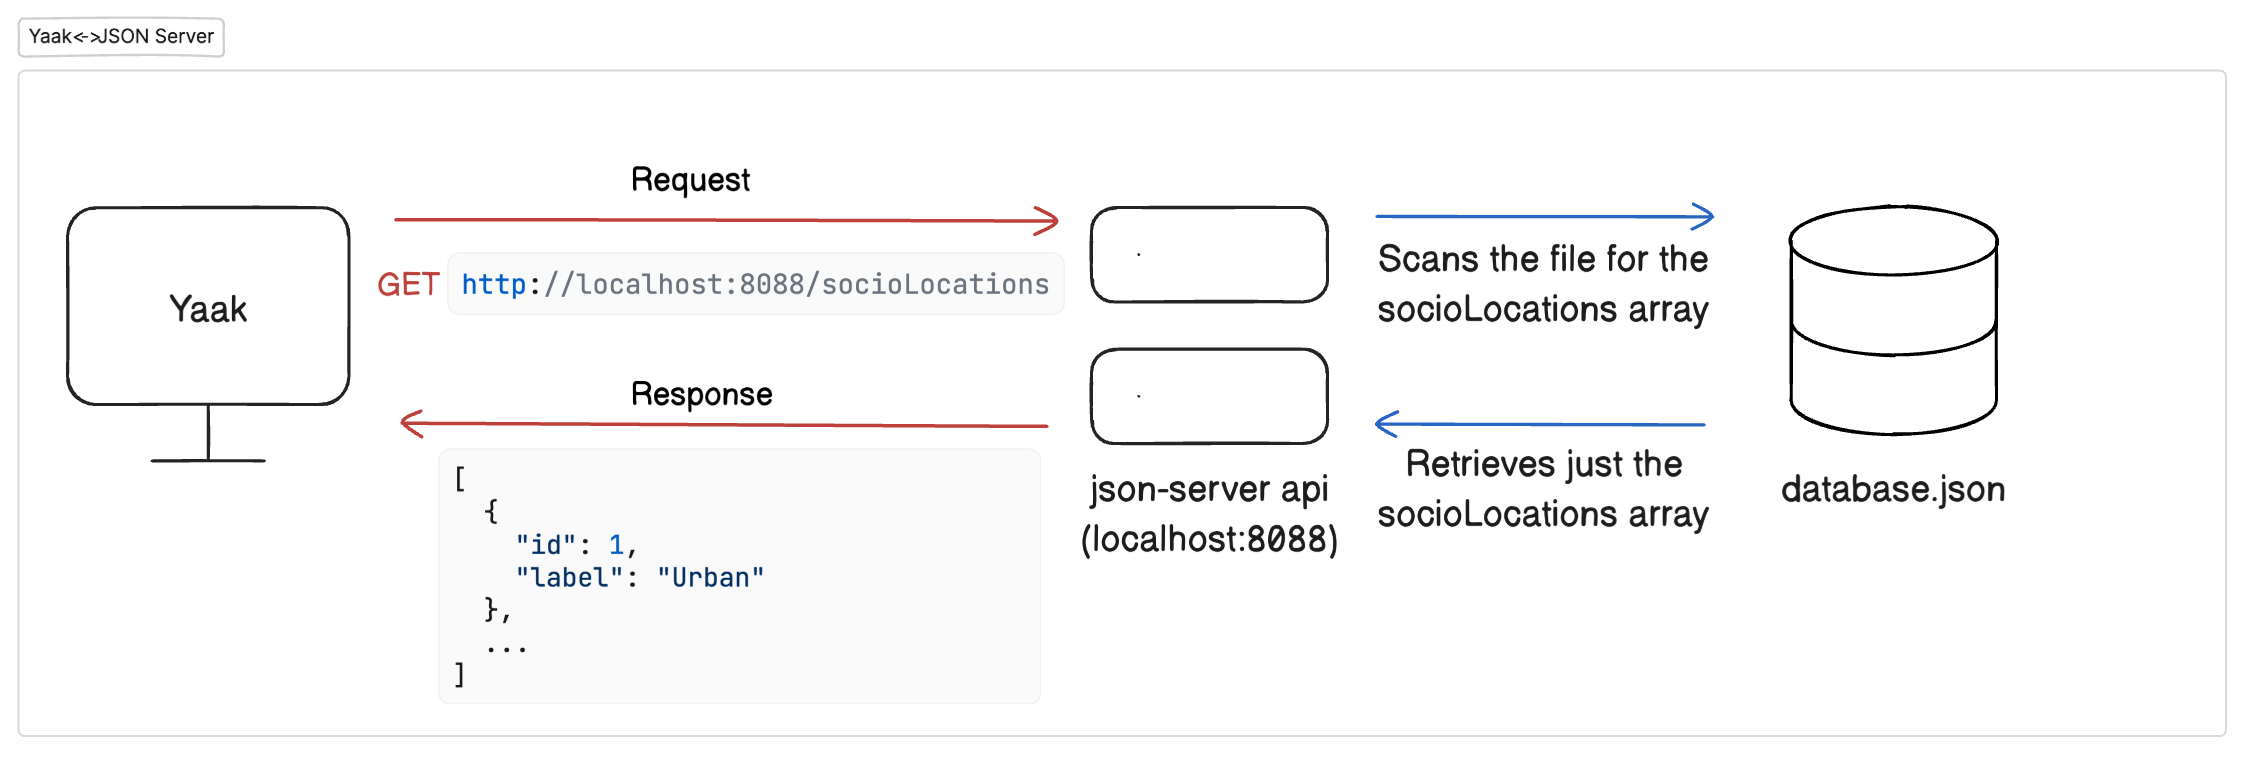 Yaak<->JSON Server
Request
GET http://localhost:8088/socioLocations
Yaak
Scans the file for the
socioLocations array
Response
[
  {
    "id": 1,
    "label": "Urban"
  },
  ...
]
json-server api
(localhost:8088)
Retrieves just the
socioLocations array
database.json